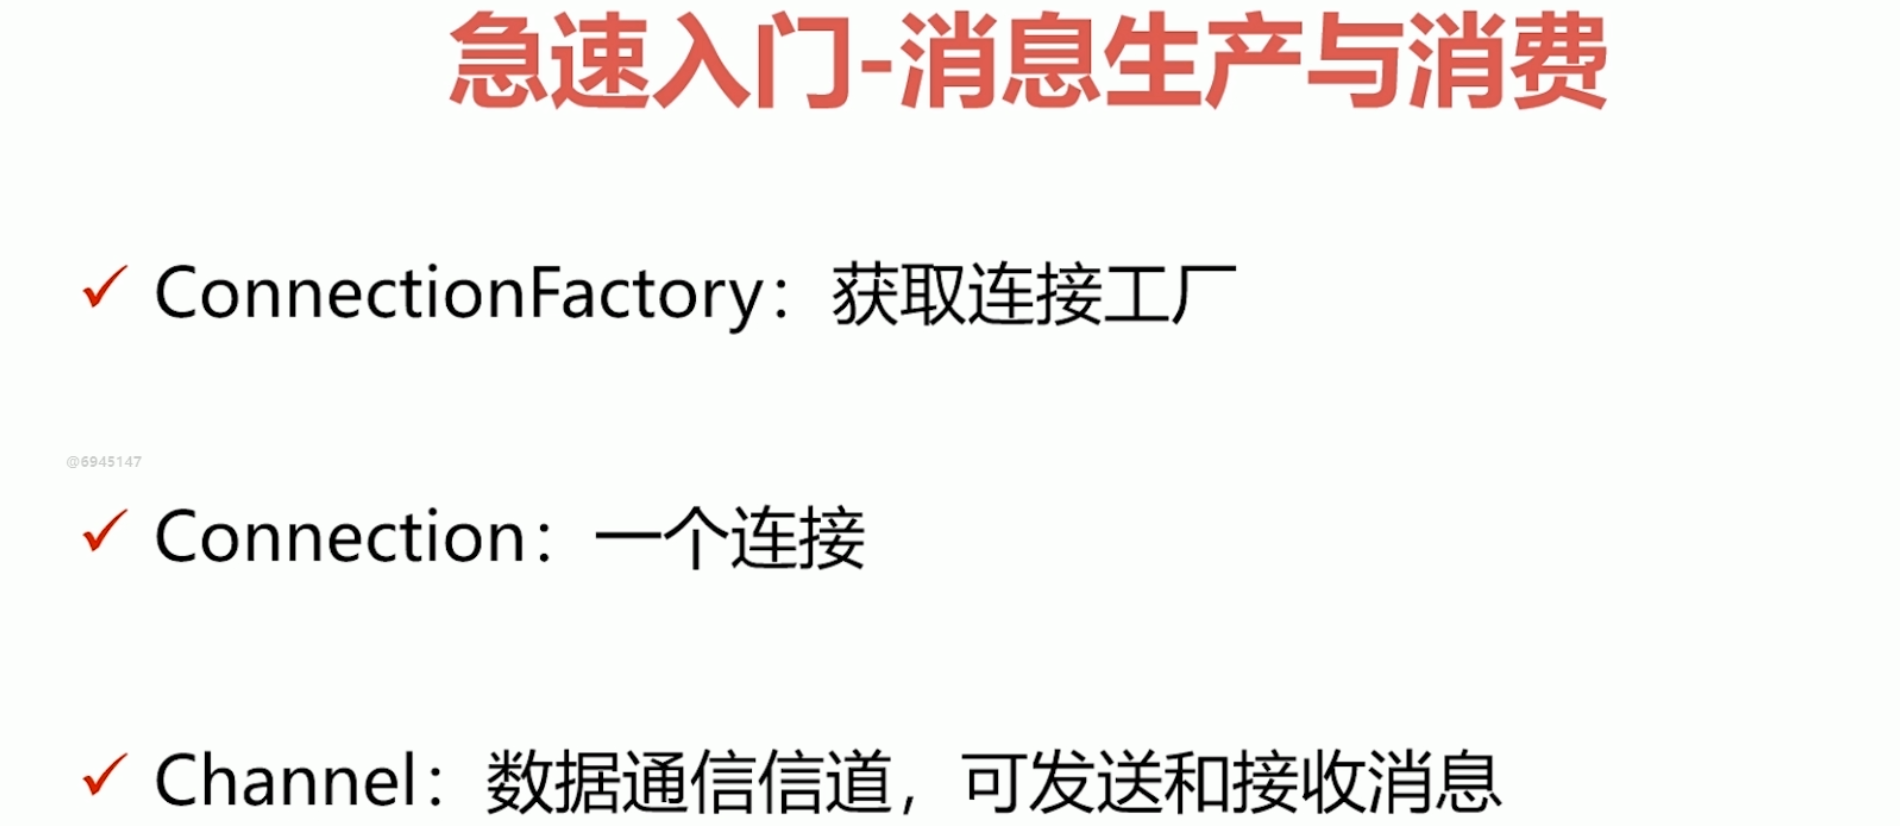 急速入门-消息生产与消费
ConnectionFactory：获取连接工厂
@6945147
Connection：一个连接
Channel：数据通信信道，可发送和接收消息